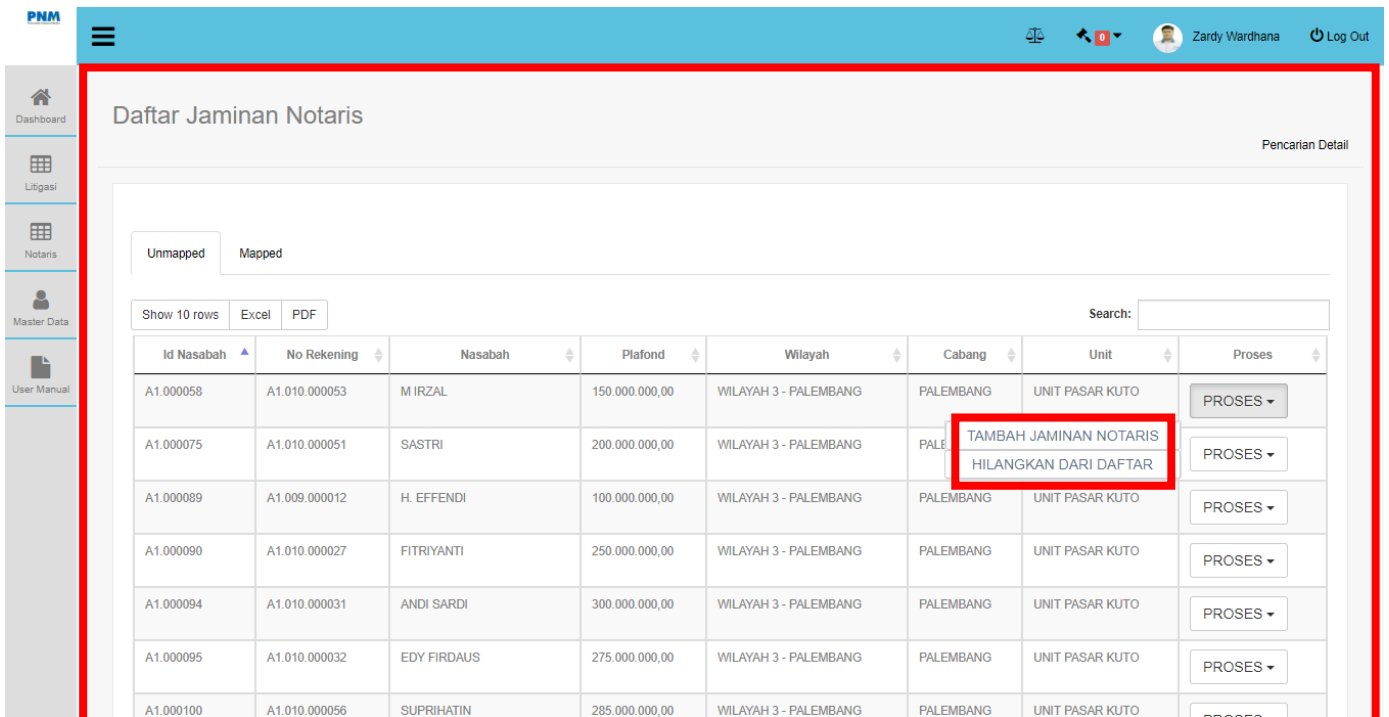 PNM
0 Zardy Wardhana Log Out
Dashboard
Litigasi
Notaris
Master Data
User Manual
Daftar Jaminan Notaris
Pencarian Detail
Unmapped Mapped
Show 10 rows Excel PDF Search:
Id Nasabah No Rekening Nasabah Plafond Wilayah Cabang Unit Proses
A1.000058 A1.010.000053 M IRZAL 150.000.000,00 WILAYAH 3 - PALEMBANG PALEMBANG UNIT PASAR KUTO PROSES
TAMBAH JAMINAN NOTARIS
HILANGKAN DARI DAFTAR
A1.000075 A1.010.000051 SASTRI 200.000.000,00 WILAYAH 3 - PALEMBANG PALE PROSES
A1.000089 A1.009.000012 H. EFFENDI 100.000.000,00 WILAYAH 3 - PALEMBANG PALEMBANG UNIT PASAR KUTO PROSES
A1.000090 A1.010.000027 FITRIYANTI 250.000.000,00 WILAYAH 3 - PALEMBANG PALEMBANG UNIT PASAR KUTO PROSES
A1.000094 A1.010.000031 ANDI SARDI 300.000.000,00 WILAYAH 3 - PALEMBANG PALEMBANG UNIT PASAR KUTO PROSES
A1.000095 A1.010.000032 EDY FIRDAUS 275.000.000,00 WILAYAH 3 - PALEMBANG PALEMBANG UNIT PASAR KUTO PROSES
A1.000100 A1.010.000056 SUPRIHATIN 285.000.000,00 WILAYAH 3 - PALEMBANG PALEMBANG UNIT PASAR KUTO